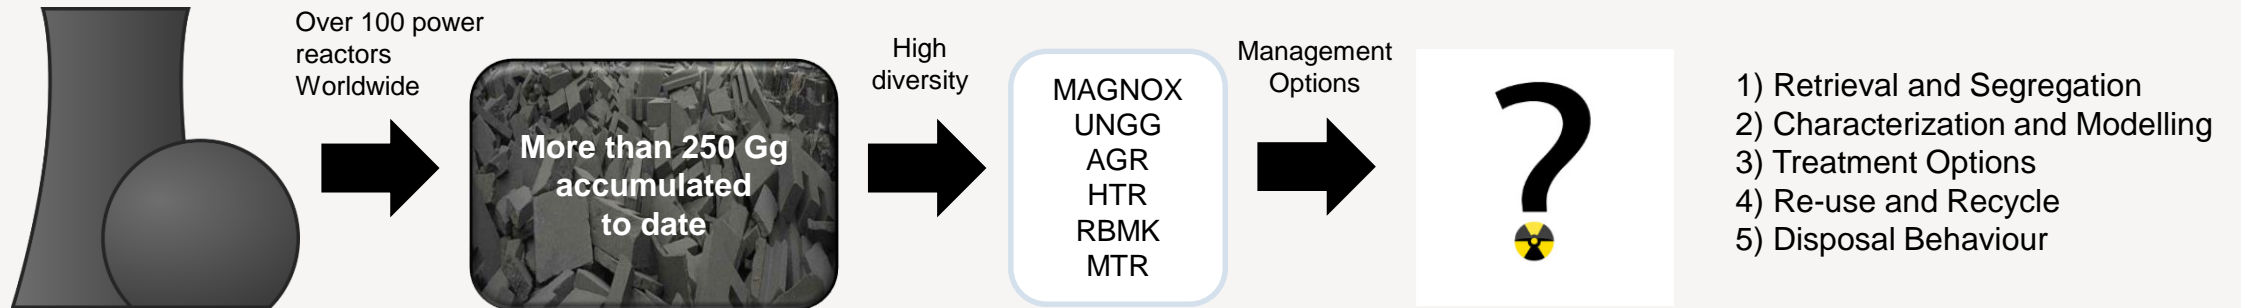 Over 100 power
reactors
Worldwide
More than 250 Gg
accumulated
to date
High
diversity
MAGNOX
UNGG
AGR
HTR
RBMK
MTR
Management
Options
?
1) Retrieval and Segregation
2) Characterization and Modelling
3) Treatment Options
4) Re-use and Recycle
5) Disposal Behaviour